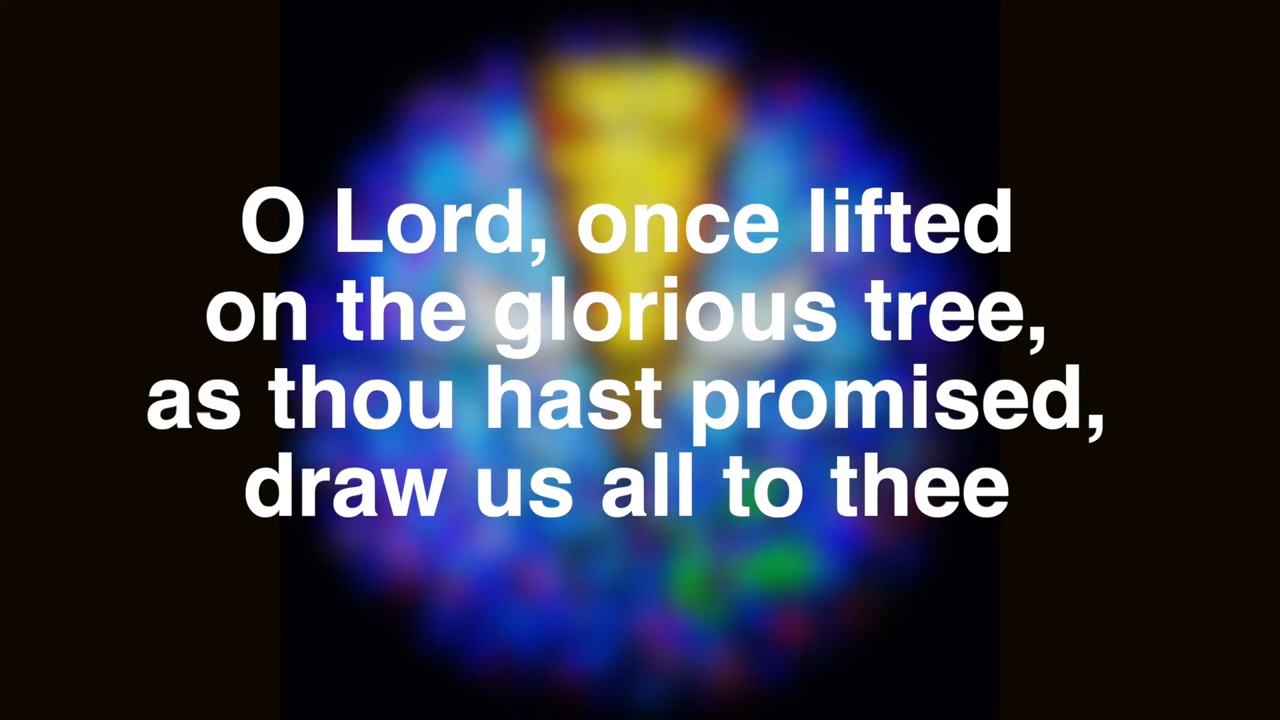 O Lord, once lifted
on the glorious tree,
as thou hast promised,
draw us all to thee